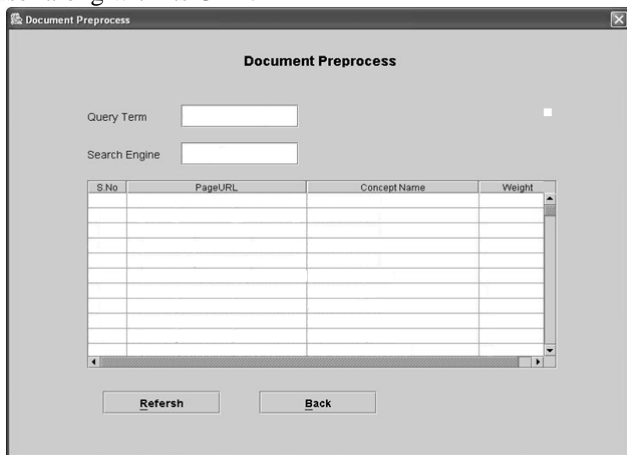 Document Preprocess
Document Preprocess
Query Term
Search Engine
S.No PageURL Concept Name Weight
Refersh Back